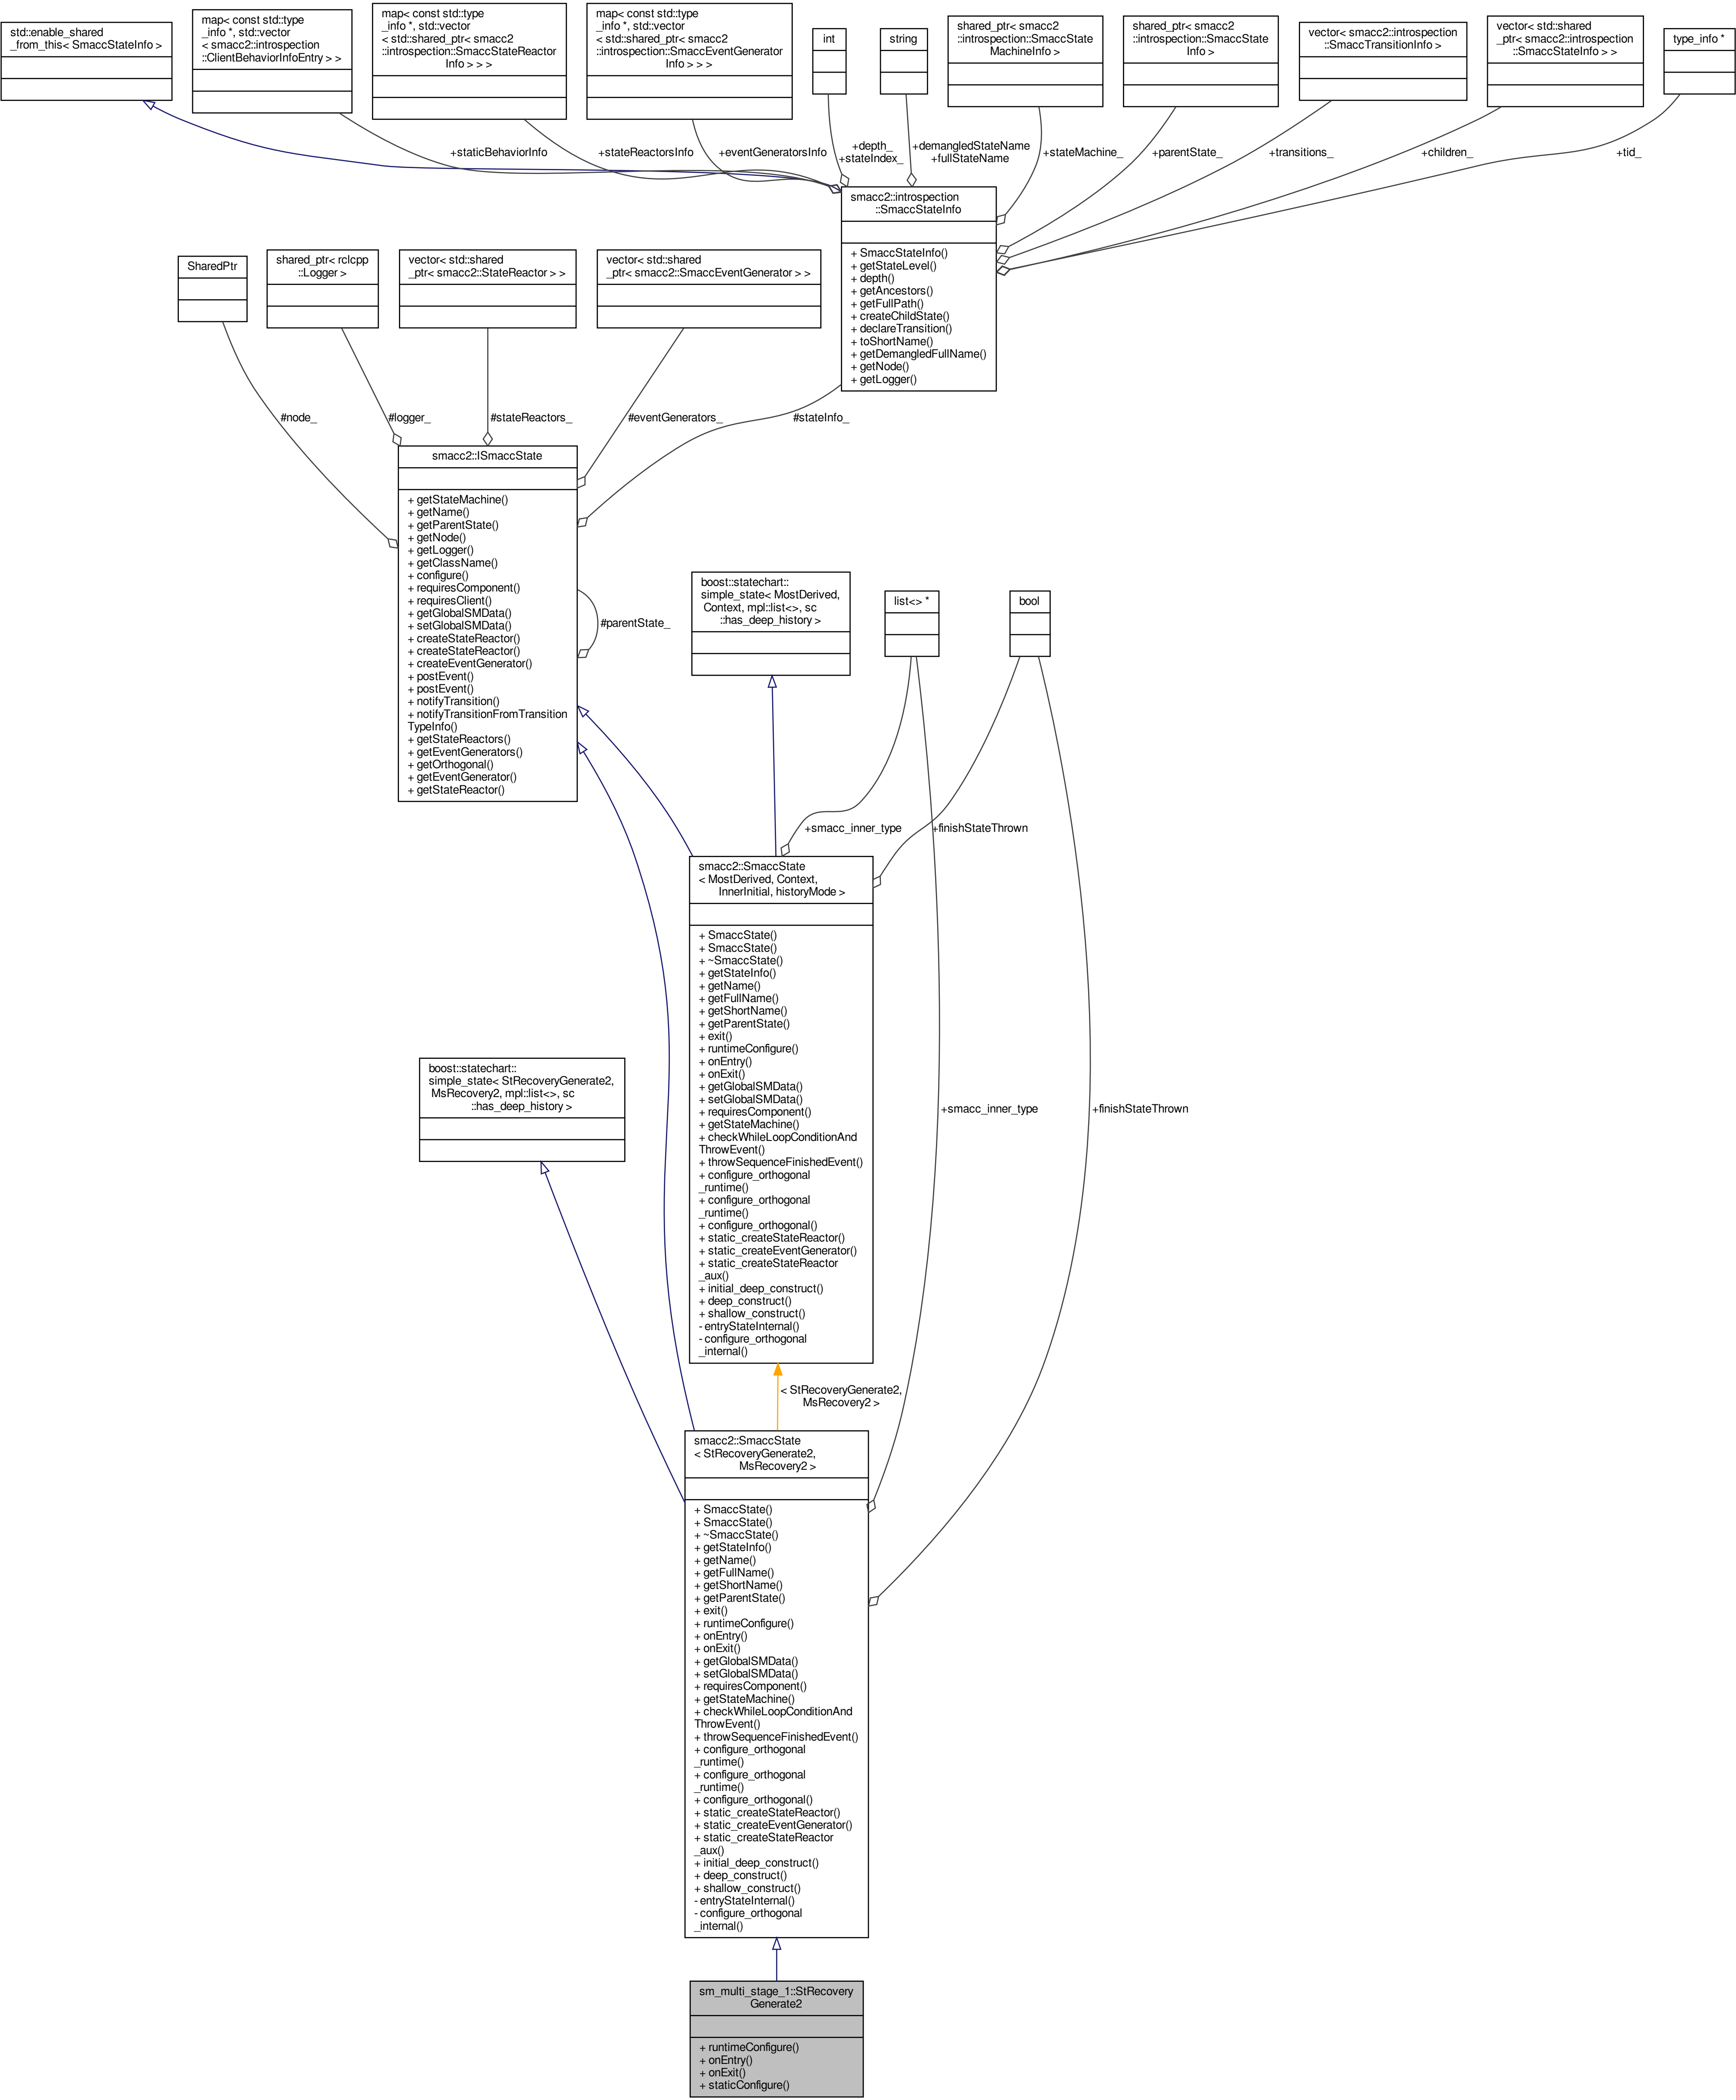 std::enable_shared
_from_this< SmaccStateInfo >
map< const std::type
_info *, std::vector
< smacc2::introspection
::ClientBehaviorInfoEntry > >
map< const std::type
_info *, std::vector
< std::shared_ptr< smacc2
::introspection::SmaccStateReactor
Info > > >
map< const std::type
_info *, std::vector
< std::shared_ptr< smacc2
::introspection::SmaccEventGenerator
Info > > >
int
string
shared_ptr< smacc2
::introspection::SmaccState
MachineInfo >
shared_ptr< smacc2
::introspection::SmaccState
Info >
vector< smacc2::introspection
::SmaccTransitionInfo >
vector< std::shared
_ptr< smacc2::introspection
::SmaccStateInfo > >
type_info *
+staticBehaviorInfo
+stateReactorsInfo
+eventGeneratorsInfo
+depth_
+stateIndex_
+demangledStateName
+fullStateName
+stateMachine_
+parentState_
+transitions_
+children_
+tid_
smacc2::introspection
::SmaccStateInfo
+ SmaccStateInfo()
+ getStateLevel()
+ depth()
+ getAncestors()
+ getFullPath()
+ createChildState()
+ declareTransition()
+ toShortName()
+ getDemangledFullName()
+ getNode()
+ getLogger()
SharedPtr
shared_ptr< rclcpp
::Logger >
vector< std::shared
_ptr< smacc2::StateReactor > >
vector< std::shared
_ptr< smacc2::SmaccEventGenerator > >
#node_
#logger_
#stateReactors_
#eventGenerators_
#stateInfo_
smacc2::ISmaccState
+ getStateMachine()
+ getName()
+ getParentState()
+ getNode()
+ getLogger()
+ getClassName()
+ configure()
+ requiresComponent()
+ requiresClient()
+ getGlobalSMData()
+ setGlobalSMData()
+ createStateReactor()
+ createStateReactor()
+ createEventGenerator()
+ postEvent()
+ postEvent()
+ notifyTransition()
+ notifyTransitionFromTransition
TypeInfo()
+ getStateReactors()
+ getEventGenerators()
+ getOrthogonal()
+ getEventGenerator()
+ getStateReactor()
#parentState_
boost::statechart::
simple_state< MostDerived,
Context, mpl::list<>, sc
::has_deep_history >
list<> *
bool
+smacc_inner_type
+finishStateThrown
smacc2::SmaccState
< MostDerived, Context,
InnerInitial, historyMode >
+ SmaccState()
+ SmaccState()
+ ~SmaccState()
+ getStateInfo()
+ getName()
+ getFullName()
+ getShortName()
+ getParentState()
+ exit()
+ runtimeConfigure()
+ onEntry()
+ onExit()
+ getGlobalSMData()
+ setGlobalSMData()
+ requiresComponent()
+ getStateMachine()
+ checkWhileLoopConditionAnd
ThrowEvent()
+ throwSequenceFinishedEvent()
+ configure_orthogonal
_runtime()
+ configure_orthogonal
_runtime()
+ configure_orthogonal()
+ static_createStateReactor()
+ static_createEventGenerator()
+ static_createStateReactor
_aux()
+ initial_deep_construct()
+ deep_construct()
+ shallow_construct()
- entryStateInternal()
- configure_orthogonal
_internal()
boost::statechart::
simple_state< StRecoveryGenerate2,
MsRecovery2, mpl::list<>, sc
::has_deep_history >
+smacc_inner_type
+finishStateThrown
< StRecoveryGenerate2,
MsRecovery2 >
smacc2::SmaccState
< StRecoveryGenerate2,
MsRecovery2 >
+ SmaccState()
+ SmaccState()
+ ~SmaccState()
+ getStateInfo()
+ getName()
+ getFullName()
+ getShortName()
+ getParentState()
+ exit()
+ runtimeConfigure()
+ onEntry()
+ onExit()
+ getGlobalSMData()
+ setGlobalSMData()
+ requiresComponent()
+ getStateMachine()
+ checkWhileLoopConditionAnd
ThrowEvent()
+ throwSequenceFinishedEvent()
+ configure_orthogonal
_runtime()
+ configure_orthogonal
_runtime()
+ configure_orthogonal()
+ static_createStateReactor()
+ static_createEventGenerator()
+ static_createStateReactor
_aux()
+ initial_deep_construct()
+ deep_construct()
+ shallow_construct()
- entryStateInternal()
- configure_orthogonal
_internal()
sm_multi_stage_1::StRecovery
Generate2
+ runtimeConfigure()
+ onEntry()
+ onExit()
+ staticConfigure()